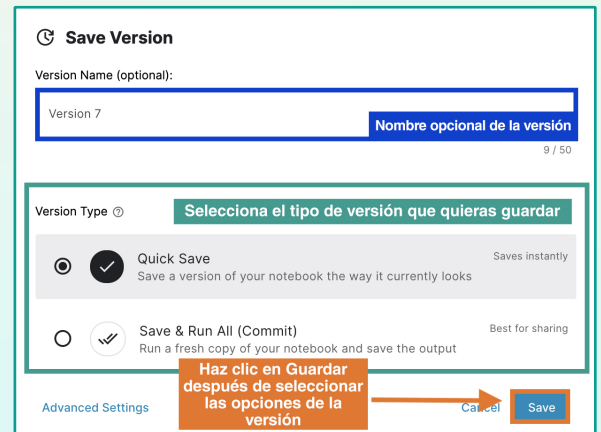 Save Version
Version Name (optional):
Version 7
Nombre opcional de la versión
9 / 50
Version Type
Selecciona el tipo de versión que quieras guardar
Quick Save
Saves instantly
Save a version of your notebook the way it currently looks
Save & Run All (Commit)
Best for sharing
Run a fresh copy of your notebook and save the output
Haz clic en Guardar
después de seleccionar
las opciones de la
versión
Advanced Settings
Cancel
Save